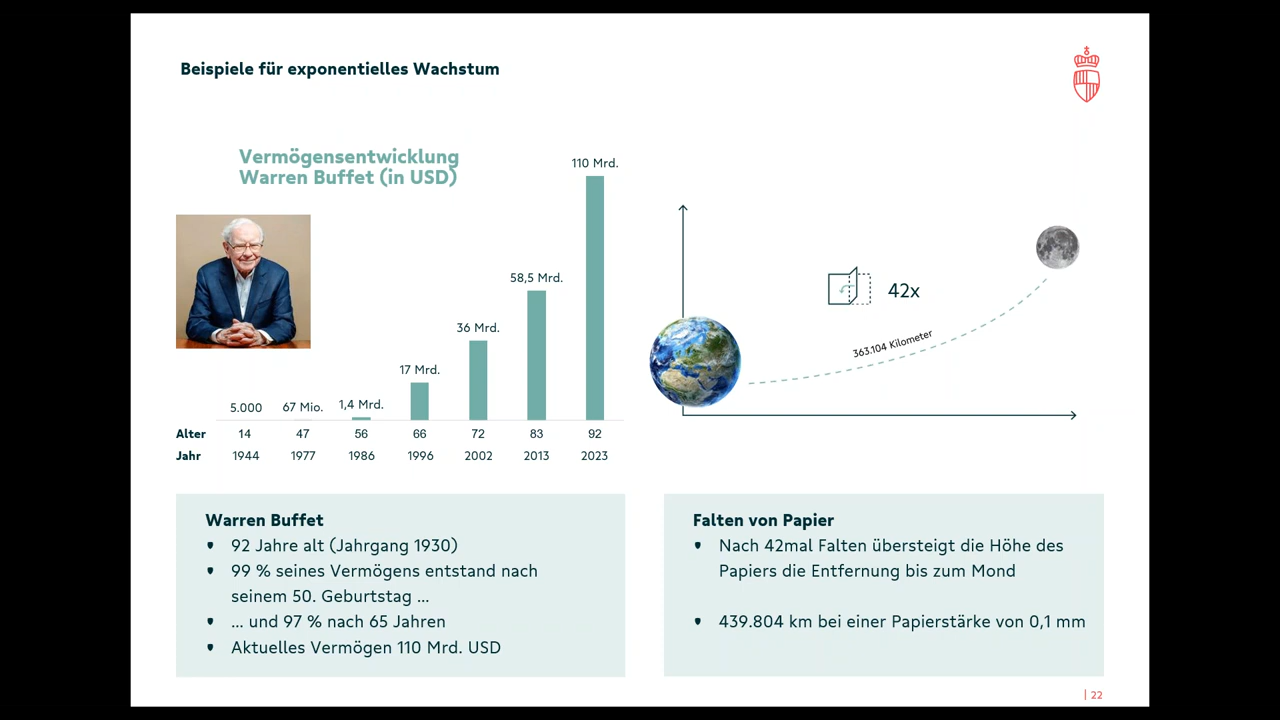 Beispiele für exponentielles Wachstum
Vermögensentwicklung
Warren Buffet (in USD)
5.000 67 Mio. 1,4 Mrd. 17 Mrd. 36 Mrd. 58,5 Mrd. 110 Mrd.
Alter 14 47 56 66 72 83 92
Jahr 1944 1977 1986 1996 2002 2013 2023
42x
363.104 Kilometer
Warren Buffet
92 Jahre alt (Jahrgang 1930)
99 % seines Vermögens entstand nach
seinem 50. Geburtstag ...
... und 97 % nach 65 Jahren
Aktuelles Vermögen 110 Mrd. USD
Falten von Papier
Nach 42mal Falten übersteigt die Höhe des
Papiers die Entfernung bis zum Mond
439.804 km bei einer Papierstärke von 0,1 mm
| 22